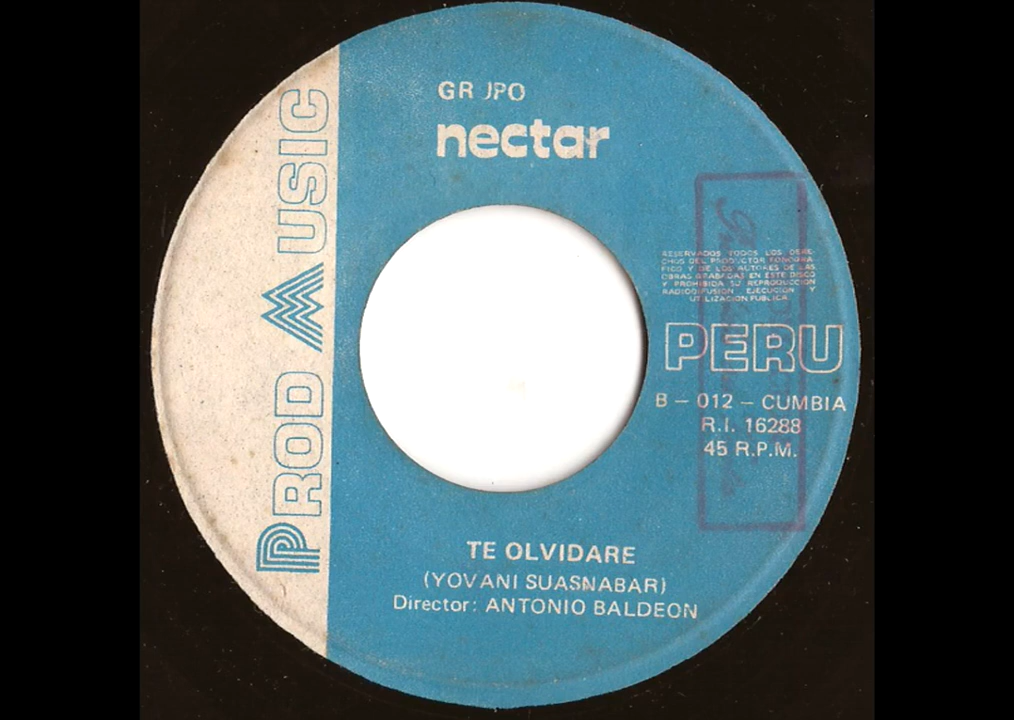 PROD MUSIC
GRUPO
nectar
RESERVADOS TODOS LOS DERE-
CHOS DEL PRODUCTOR FONOGRA-
FICO Y DE LOS AUTORES DE LAS
OBRAS GRABADAS EN ESTE DISCO
Y PROHIBIDA SU REPRODUCCION
RADIODIFUSION EJECUCION Y
UTILIZACION PUBLICA
PERU
B – 012 – CUMBIA
R.I. 16288
45 R.P.M.
TE OLVIDARE
(YOVANI SUASNABAR)
Director: ANTONIO BALDEON